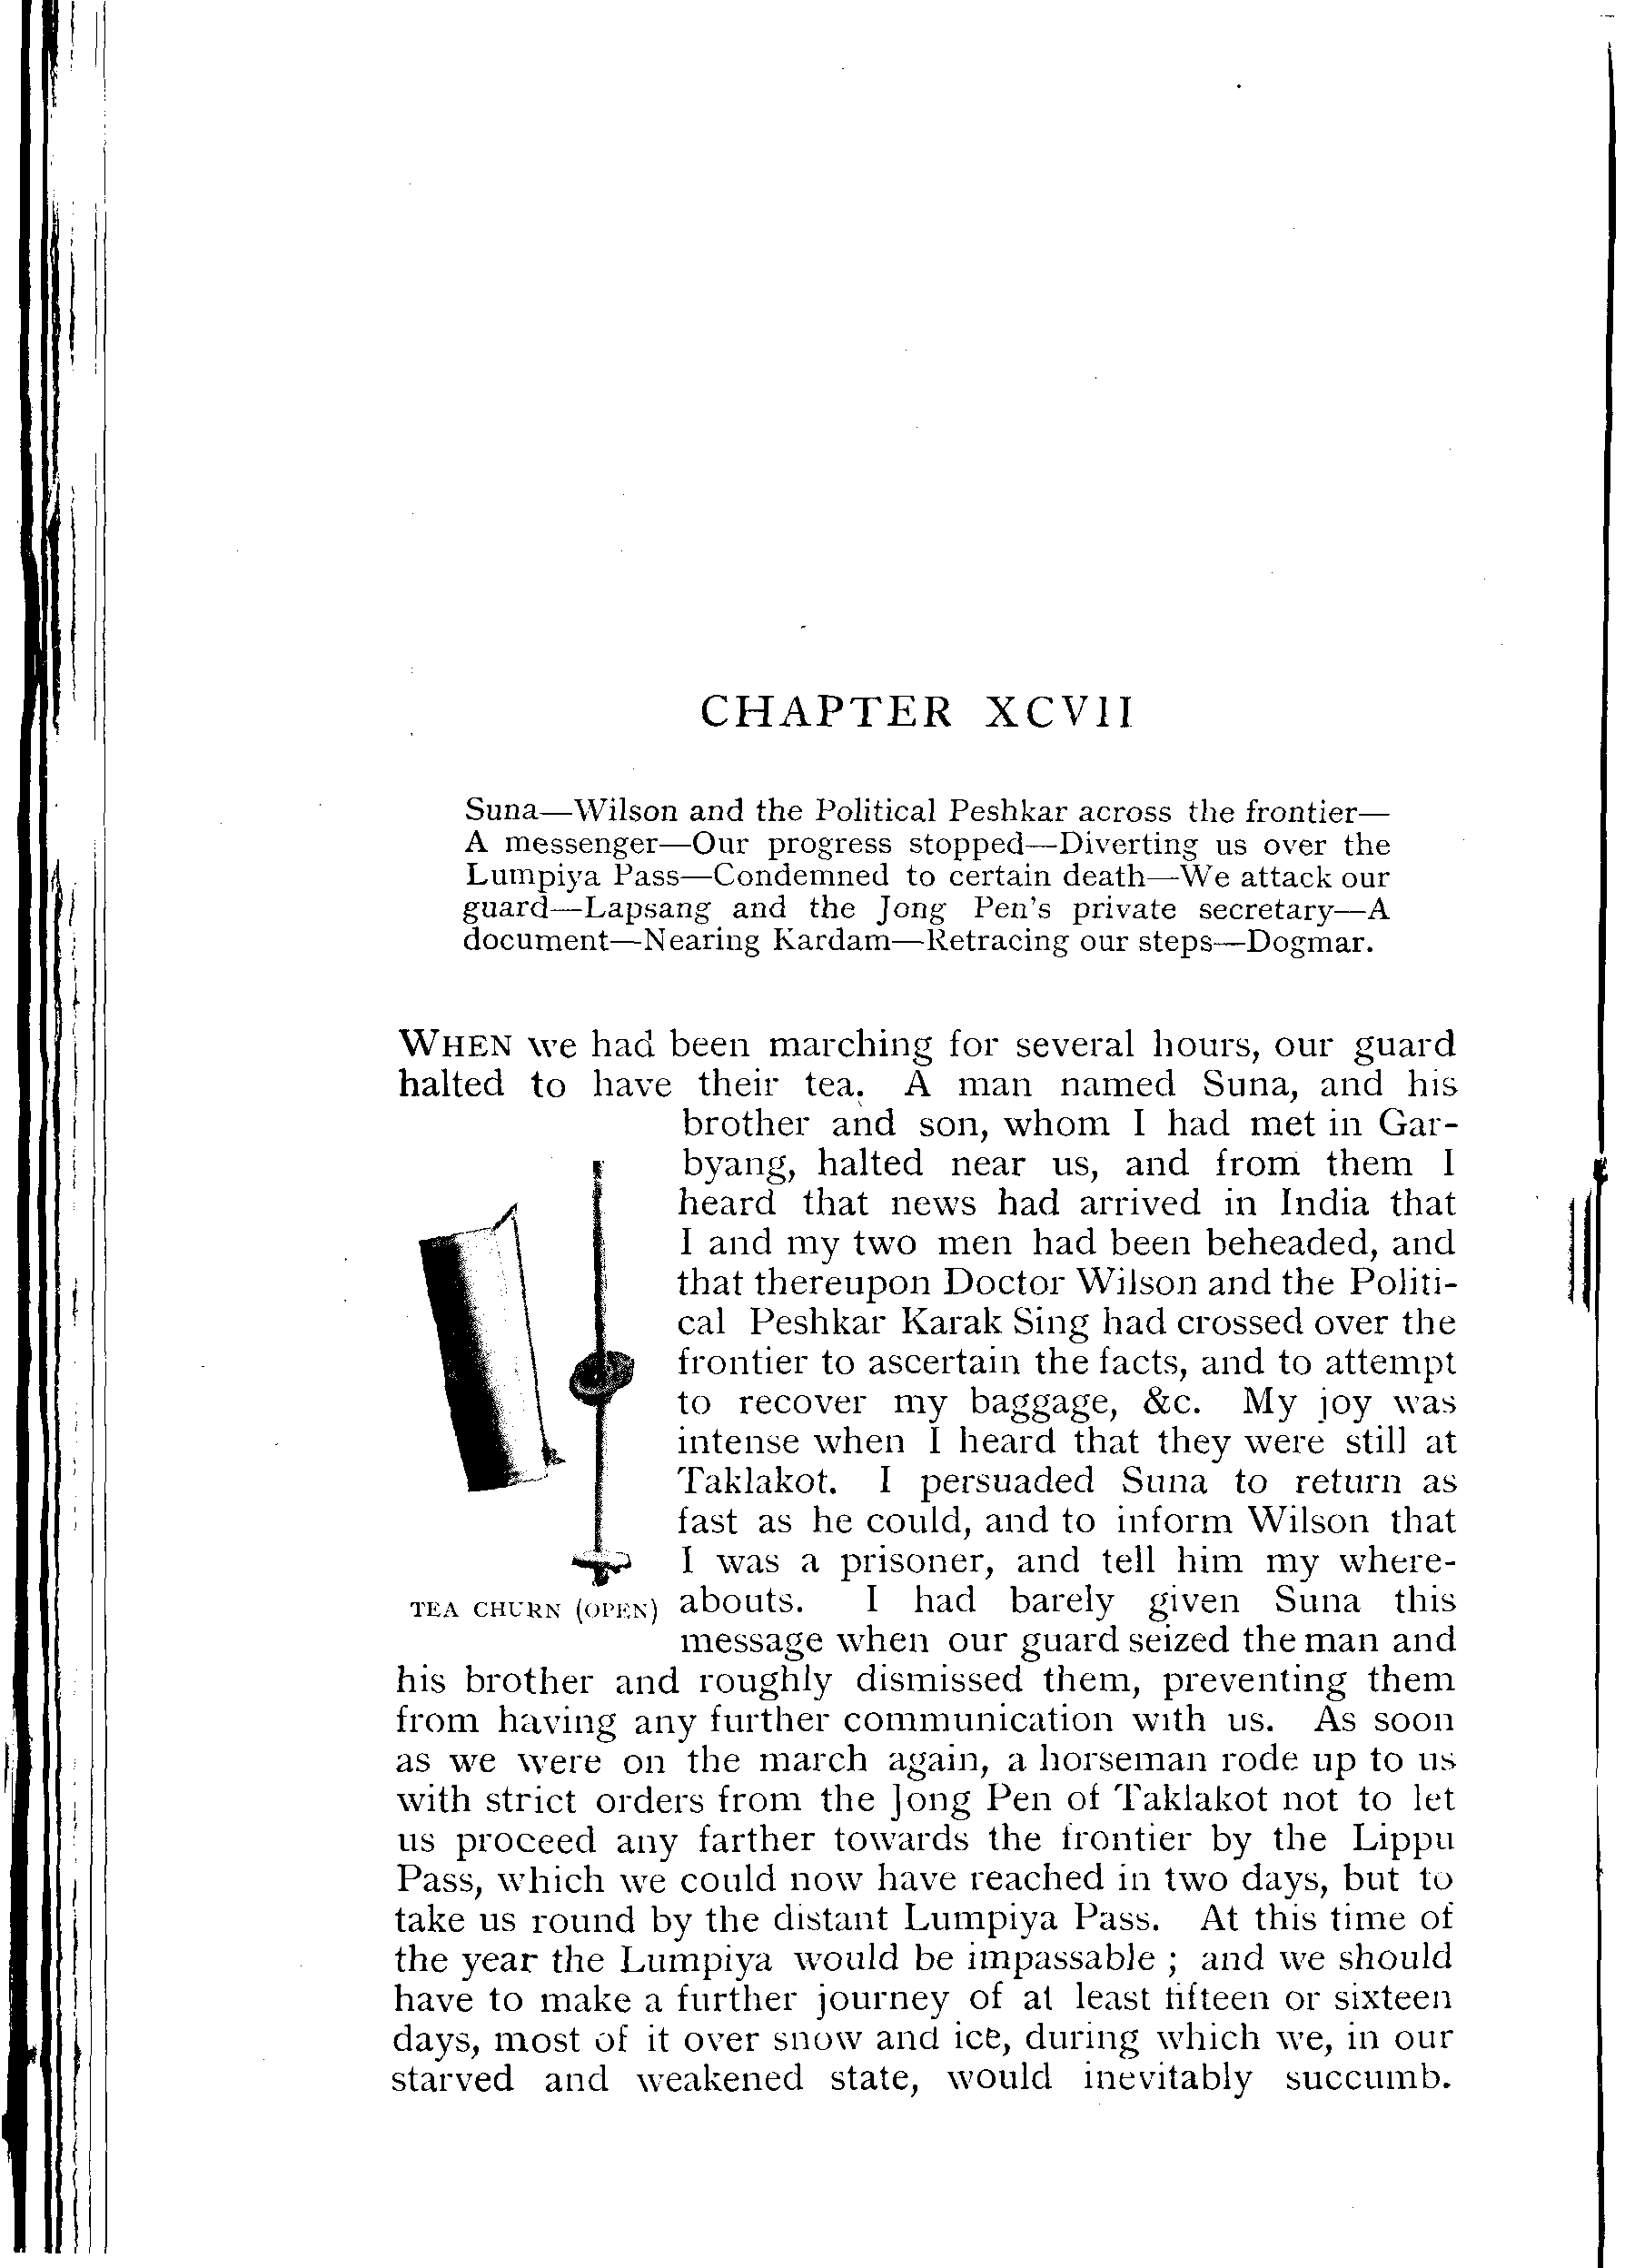 CHAPTER XCVII
Suna—Wilson and the Political Peshkar across the frontier—
A messenger—Our progress stopped—Diverting us over the
Lumpiya Pass—Condemned to certain death—We attack our
guard—Lapsang and the Jong Pen's private secretary—A
document—Nearing Kardam—Retracing our steps—Dogmar.
WHEN we had been marching for several hours, our guard
halted to have their tea. A man named Suna, and his
brother and son, whom I had met in Gar-
byang, halted near us, and from them I
heard that news had arrived in India that
I and my two men had been beheaded, and
that thereupon Doctor Wilson and the Politi-
cal Peshkar Karak Sing had crossed over the
frontier to ascertain the facts, and to attempt
to recover my baggage, &c. My joy was
intense when I heard that they were still at
Taklakot. I persuaded Suna to return as
fast as he could, and to inform Wilson that
I was a prisoner, and tell him my where-
abouts. I had barely given Suna this
message when our guard seized the man and
TEA CHURN (OPEN)
his brother and roughly dismissed them, preventing them
from having any further communication with us. As soon
as we were on the march again, a horseman rode up to us
with strict orders from the Jong Pen of Taklakot not to let
us proceed any farther towards the frontier by the Lippu
Pass, which we could now have reached in two days, but to
take us round by the distant Lumpiya Pass. At this time of
the year the Lumpiya would be impassable ; and we should
have to make a further journey of at least fifteen or sixteen
days, most of it over snow and ice, during which we, in our
starved and weakened state, would inevitably succumb.